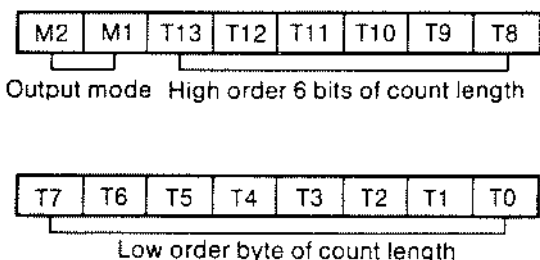 M2 M1 T13 T12 T11 T10 T9 T8
Output mode High order 6 bits of count length
T7 T6 T5 T4 T3 T2 T1 T0
Low order byte of count length